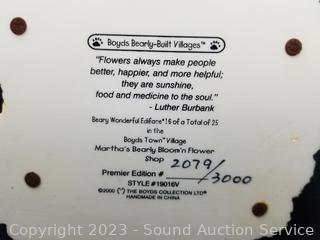 Boyds Bearly-Built Villages™
"Flowers always make people
better, happier, and more helpful;
they are sunshine,
food and medicine to the soul."
- Luther Burbank
Beary Wonderful Edifare #16 of a Total of 25
in the
Boyds Town Village
Martha's Bearly Bloom'n Flower
Shop
2079/3000
Premier Edition #
STYLE #19016V
©2000 {THE BOYDS COLLECTION LTD®
HANDMADE IN CHINA
Copyright 2023 - Sound Auction Service